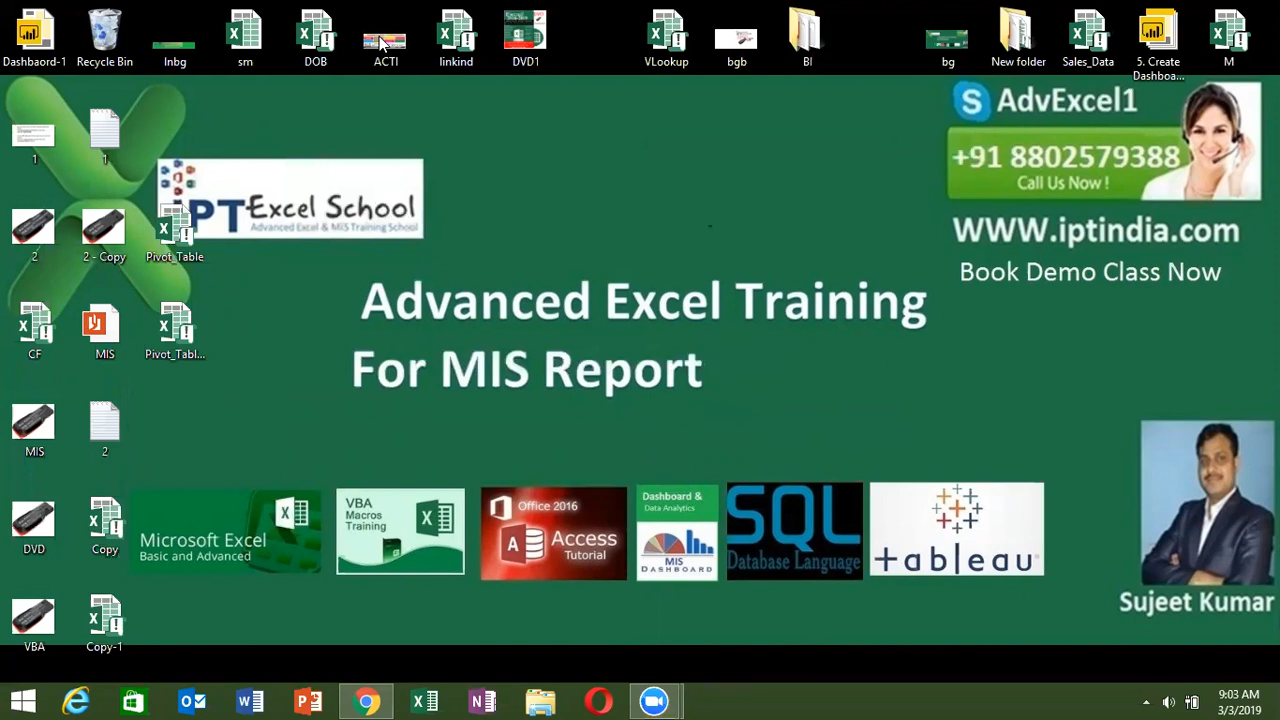 Dashbaord-1
Recycle Bin
Inbg
sm
DOB
ACTI
linkind
DVD1
VLookup
bgb
BI
bg
New folder
Sales_Data
5. Create Dashboa...
M
1
1
2
2 - Copy
Pivot_Table
CF
MIS
Pivot_Tabl...
MIS
2
DVD
Copy
VBA
Copy-1
AdvExcel1
+91 8802579388
Call Us Now !
WWW.iptindia.com
Book Demo Class Now
iPT Excel School
Advanced Excel & MIS Training School
Advanced Excel Training
For MIS Report
Microsoft Excel
Basic and Advanced
VBA
Macros
Training
Office 2016
Access
Tutorial
Dashboard &
Data Analytics
MIS
DASHBOARD
SQL
Database Language
+ableau
Sujeet Kumar
9:03 AM
3/3/2019